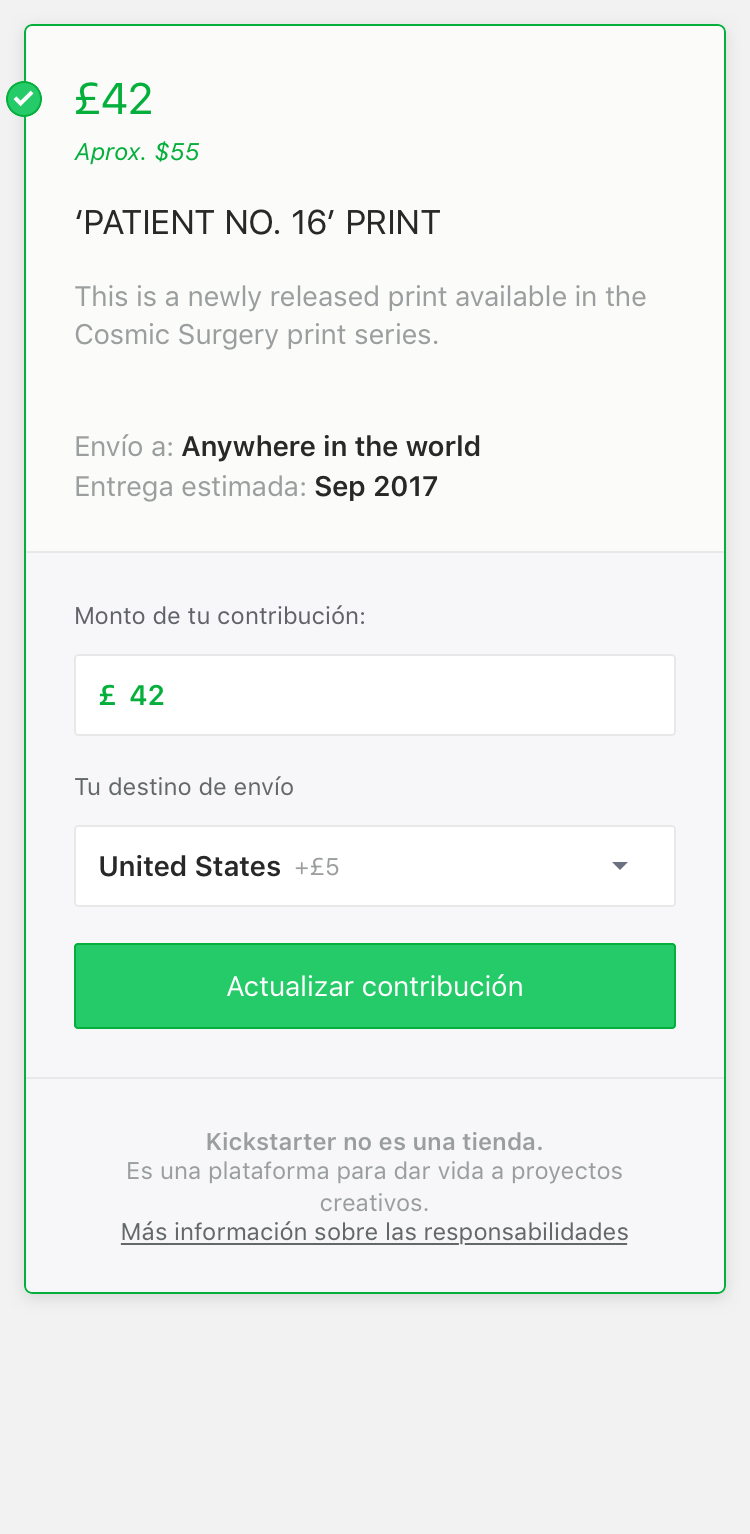 £42
Aprox. $55
‘PATIENT NO. 16’ PRINT
This is a newly released print available in the
Cosmic Surgery print series.
Envío a: Anywhere in the world
Entrega estimada: Sep 2017
Monto de tu contribución:
£ 42
Tu destino de envío
United States +£5
Actualizar contribución
Kickstarter no es una tienda.
Es una plataforma para dar vida a proyectos
creativos.
Más información sobre las responsabilidades